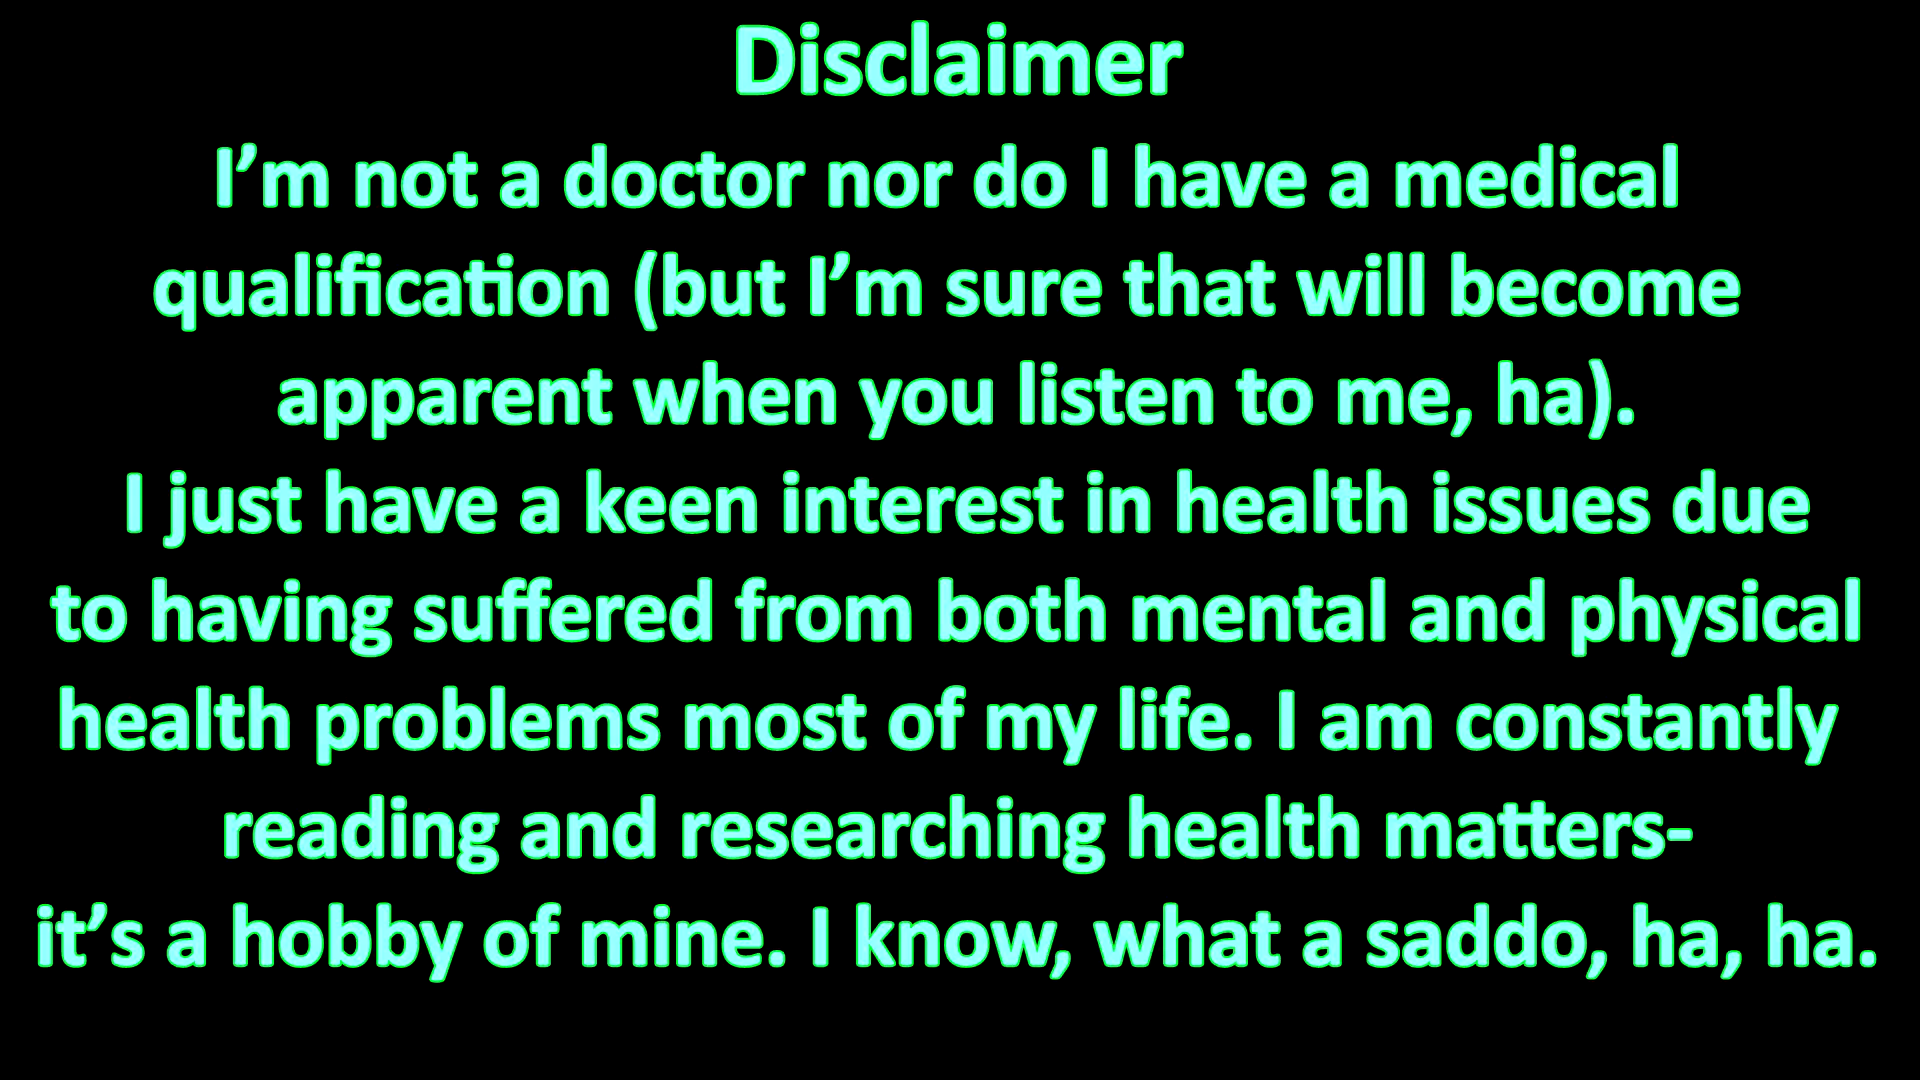 Disclaimer
I’m not a doctor nor do I have a medical
qualification (but I’m sure that will become
apparent when you listen to me, ha).
I just have a keen interest in health issues due
to having suffered from both mental and physical
health problems most of my life. I am constantly
reading and researching health matters-
it’s a hobby of mine. I know, what a saddo, ha, ha.